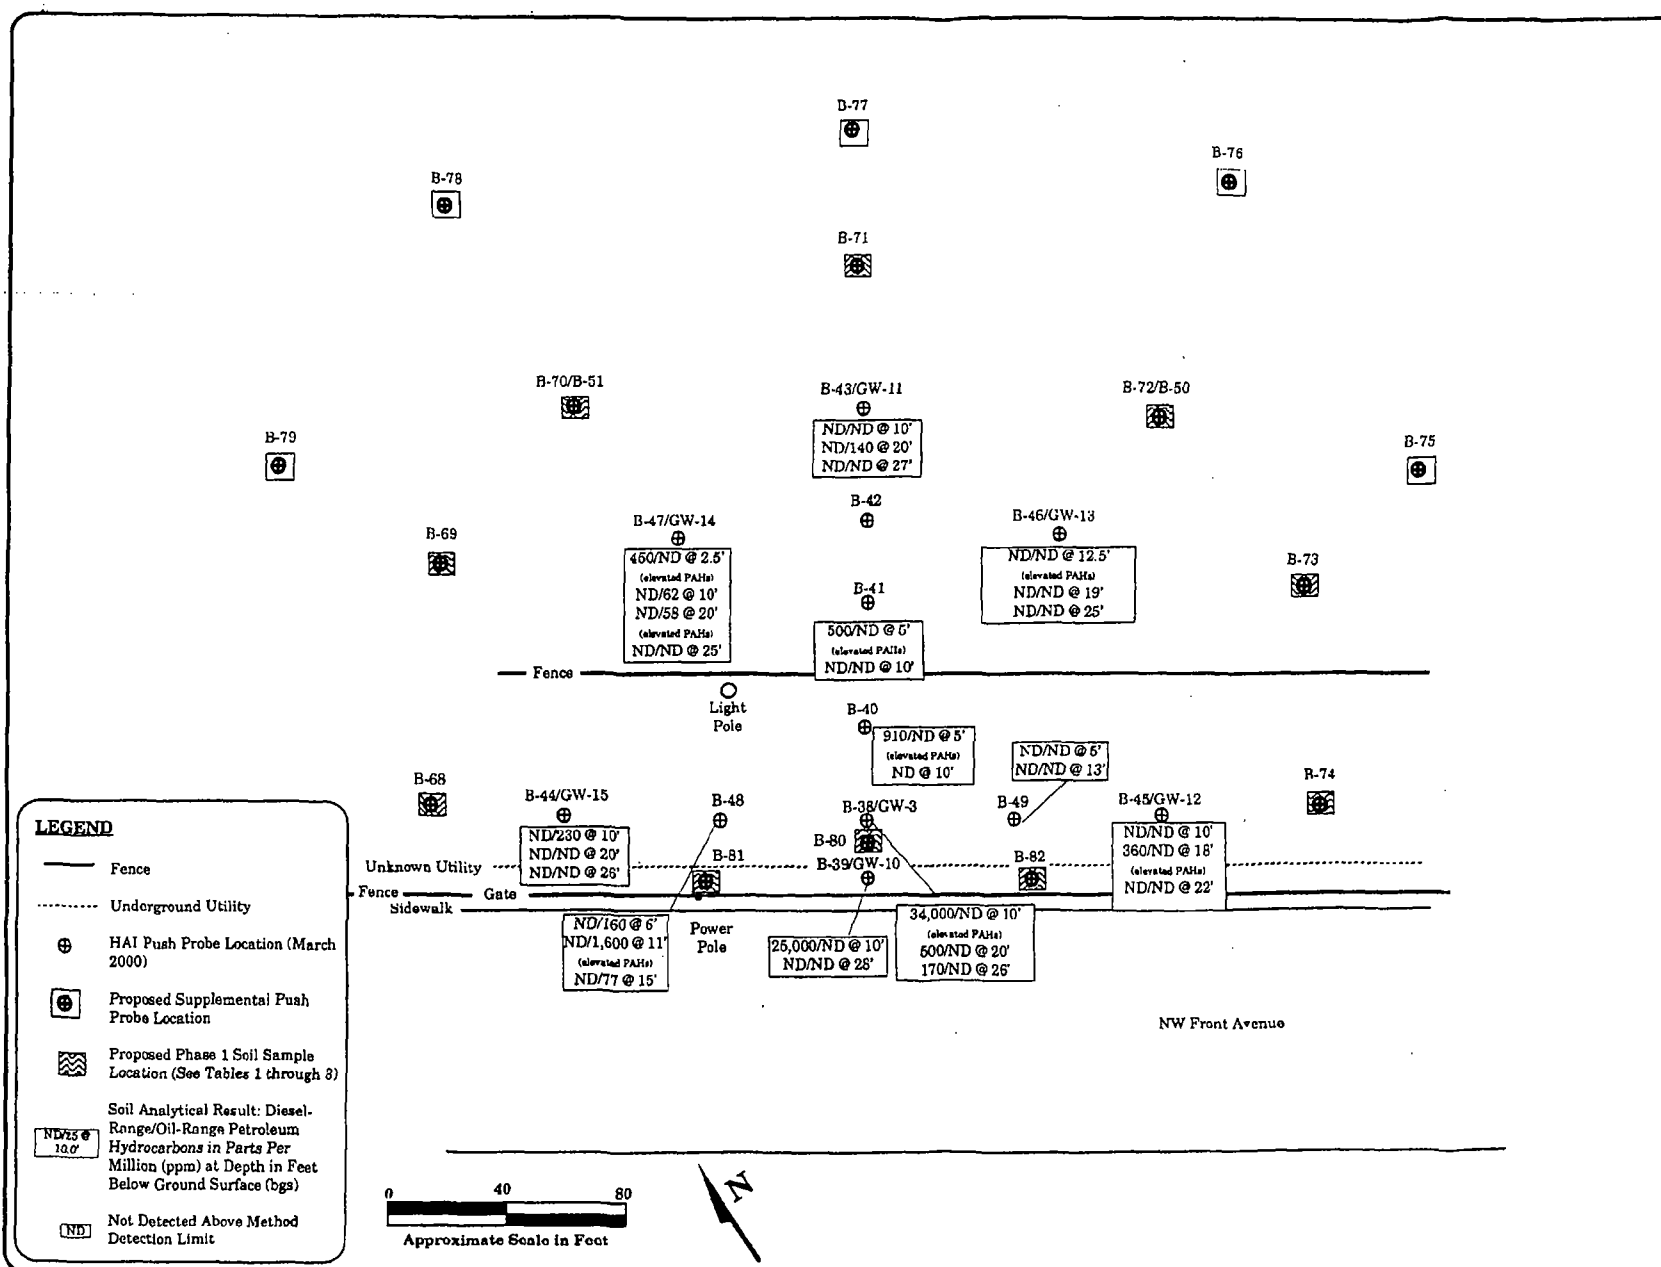 B-77
B-76
B-78
B-71
B-70/B-51
B-43/GW-11
ND/ND @ 10'
ND/140 @ 20'
ND/ND @ 27'
B-72/B-50
B-79
B-75
B-42
B-47/GW-14
450/ND @ 2.5'
(elevated PAHs)
ND/62 @ 10'
ND/58 @ 20'
(elevated PAHs)
ND/ND @ 25'
B-46/GW-13
ND/ND @ 12.5'
(elevated PAHs)
ND/ND @ 19'
ND/ND @ 25'
B-69
B-73
B-41
500/ND @ 5'
(elevated PAHs)
ND/ND @ 10'
Fence
Light
Pole
B-40
910/ND @ 5'
(elevated PAHs)
ND @ 10'
ND/ND @ 5'
ND/ND @ 13'
B-68
B-44/GW-15
ND/230 @ 10'
ND/ND @ 20'
ND/ND @ 26'
B-48
B-38/GW-3
B-49
B-45/GW-12
ND/ND @ 10'
360/ND @ 18'
(elevated PAHs)
ND/ND @ 22'
B-74
B-80
Unknown Utility
B-81
B-39/GW-10
B-82
Fence
Gate
Sidewalk
ND/160 @ 6'
ND/1,600 @ 11'
(elevated PAHs)
ND/77 @ 15'
Power
Pole
25,000/ND @ 10'
ND/ND @ 28'
34,000/ND @ 10'
(elevated PAHs)
500/ND @ 20'
170/ND @ 26'
NW Front Avenue
LEGEND
Fence
Underground Utility
HAI Push Probe Location (March
2000)
Proposed Supplemental Push
Probe Location
Proposed Phase 1 Soil Sample
Location (See Tables 1 through 3)
ND/25 @
10.0'
Soil Analytical Result: Diesel-
Range/Oil-Range Petroleum
Hydrocarbons in Parts Per
Million (ppm) at Depth in Feet
Below Ground Surface (bgs)
ND
Not Detected Above Method
Detection Limit
0 40 80
Approximate Scale in Feet
N